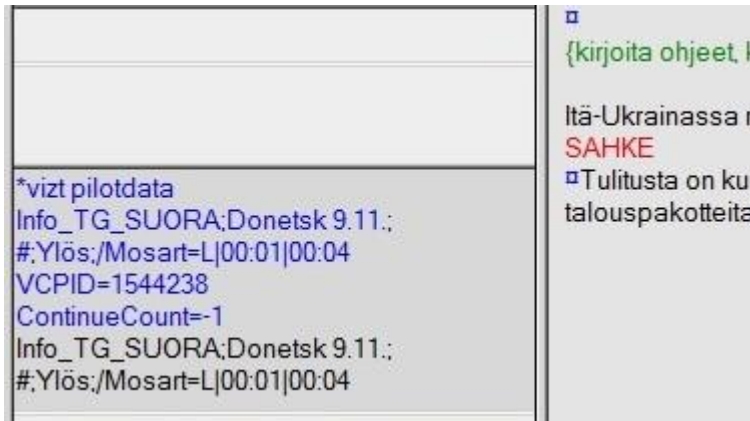 *vizt pilotdata
Info_TG_SUORA;Donetsk 9.11.;
#;Ylös;/Mosart=L|00:01|00:04
VCPID=1544238
ContinueCount=-1
Info_TG_SUORA;Donetsk 9.11.;
#;Ylös;/Mosart=L|00:01|00:04
¤
{kirjoita ohjeet,
Itä-Ukrainassa
SAHKE
¤Tulitusta on
talouspakotteita